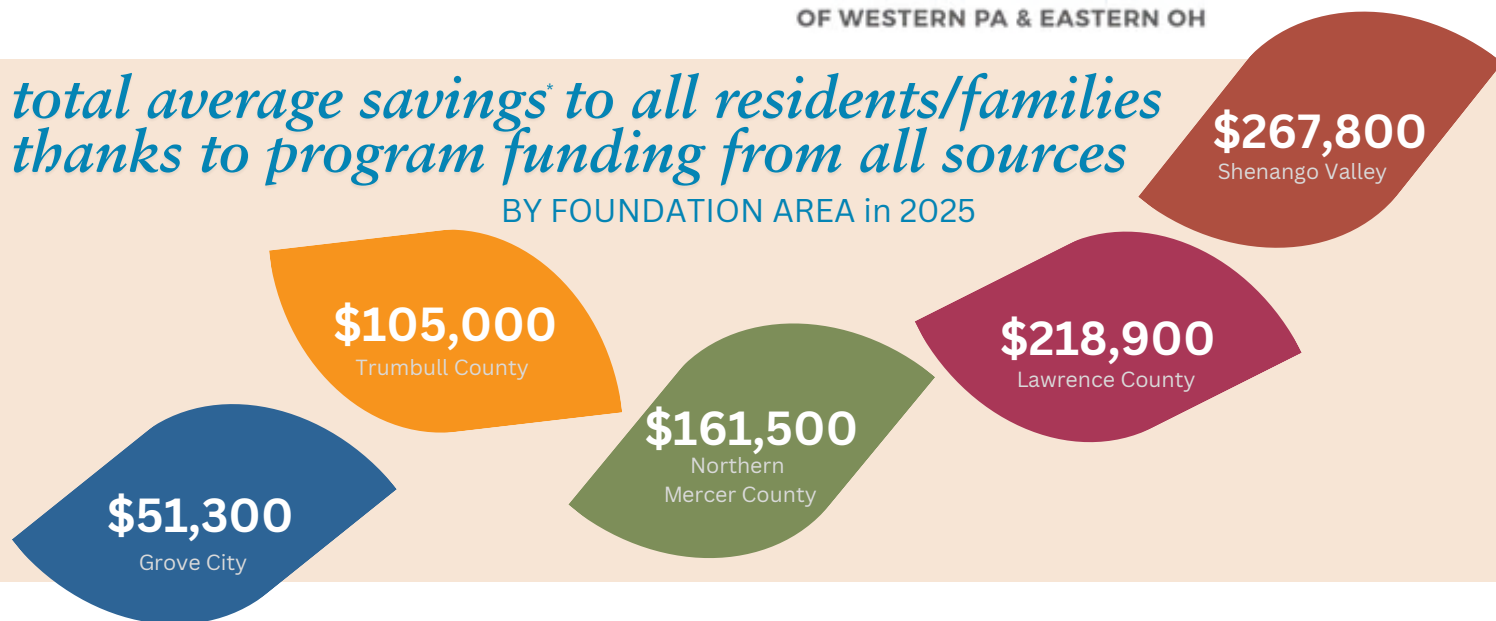 OF WESTERN PA & EASTERN OH
total average savings* to all residents/families
thanks to program funding from all sources
BY FOUNDATION AREA in 2025
$267,800
Shenango Valley
$105,000
Trumbull County
$218,900
Lawrence County
$161,500
Northern
Mercer County
$51,300
Grove City